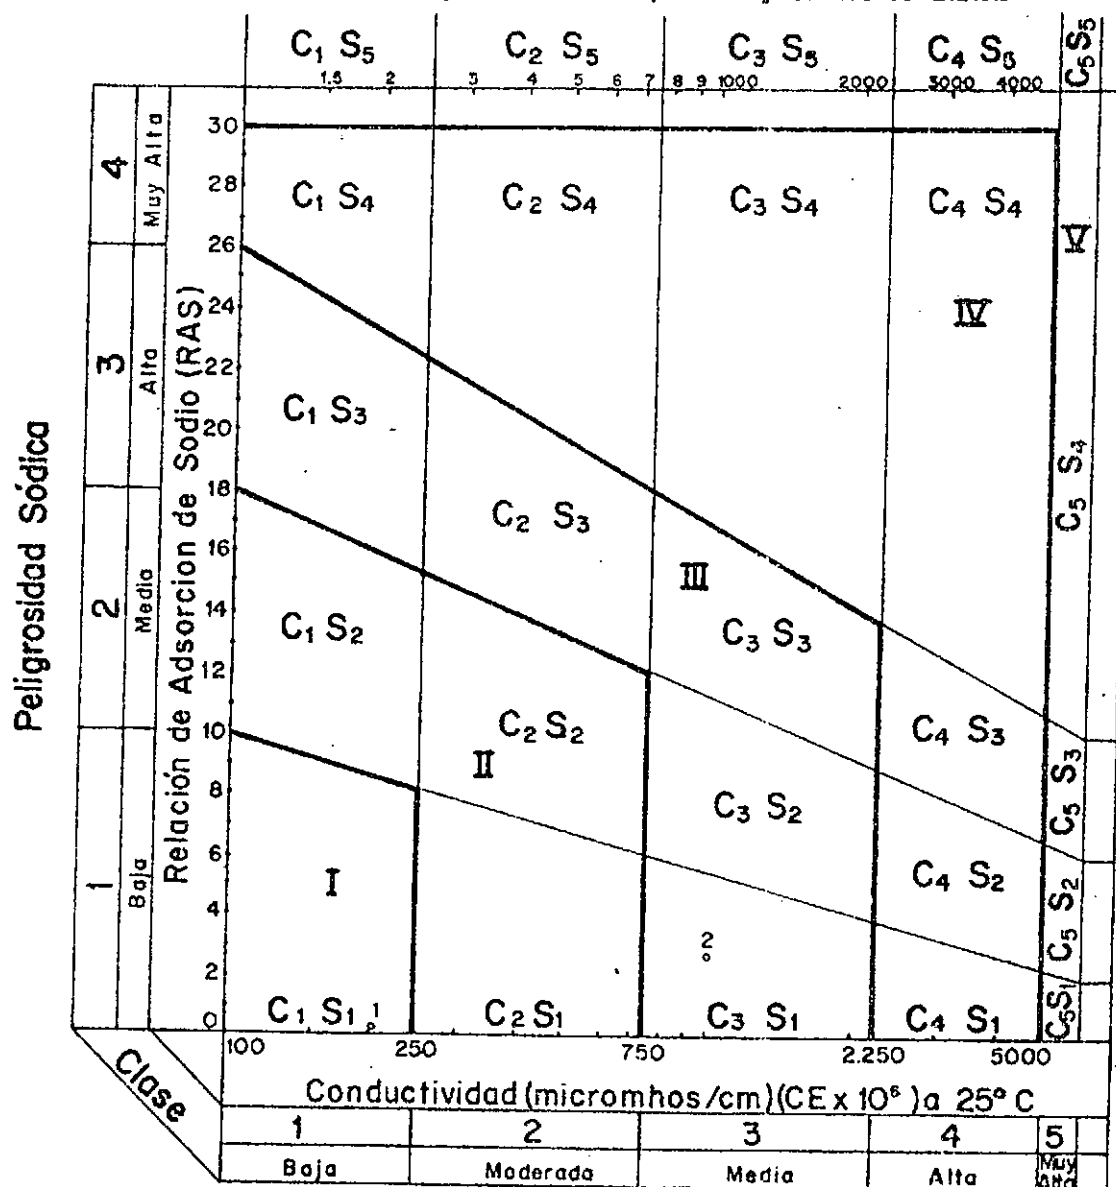 C₁ S₅ C₂ S₅ C₃ S₅ C₄ S₅ C₅ S₅
1.5 2 3 4 5 6 7 8 9 1000 2000 3000 4000
30
4 Muy Alta
28
C₁ S₄ C₂ S₄ C₃ S₄ C₄ S₄
V
26
24
IV
3 Alta
22
C₁ S₃
20
C₅ S₄
18
C₂ S₃
16
III
Peligrosidad Sódica
Relación de Adsorcion de Sodio (RAS)
2 Media
14
C₁ S₂ C₃ S₃
12
C₂ S₂ C₄ S₃
10
II
C₅ S₃
8
C₃ S₂
6
1 Baja
I
C₄ S₂
4
C₅ S₂
2
2
C₁ S₁ 1 C₂ S₁ C₃ S₁ C₄ S₁ C₅ S₁
0
100 250 750 2.250 5000
Clase
Conductividad (micromhos/cm) (CE x 10⁶) a 25° C
1 2 3 4 5
Baja Moderada Media Alta Muy Alta